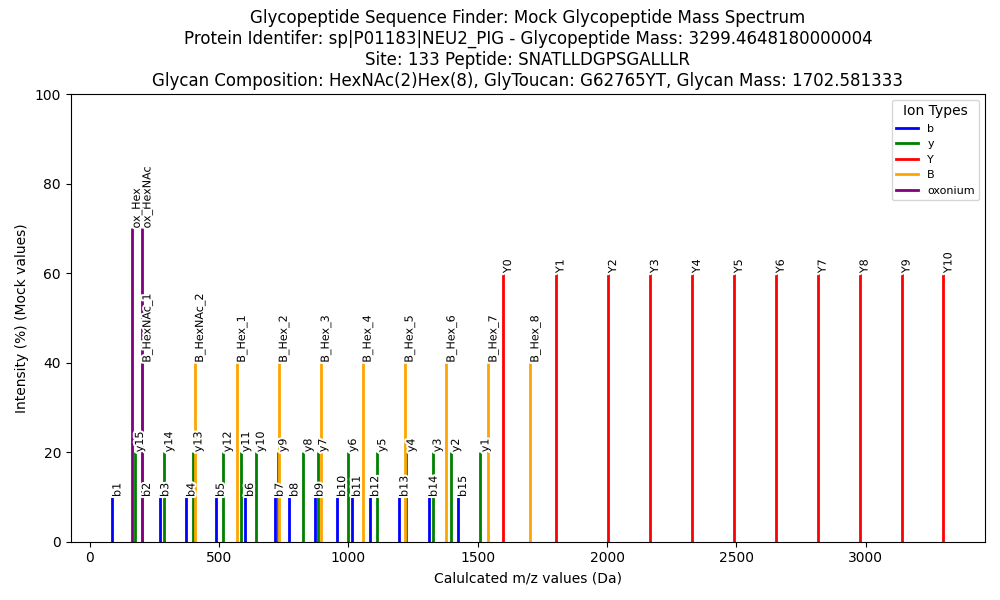 Glycopeptide Sequence Finder: Mock Glycopeptide Mass Spectrum
Protein Identifer: sp|P01183|NEU2_PIG - Glycopeptide Mass: 3299.4648180000004
Site: 133 Peptide: SNATLLDGPSGALLLR
Glycan Composition: HexNAc(2)Hex(8), GlyToucan: G62765YT, Glycan Mass: 1702.581333
Intensity (%) (Mock values)
100
80
60
40
20
0
Ion Types
b
y
Y
B
oxonium
ox_Hex
ox_HexNAc
Y0
Y1
Y2
Y3
Y4
Y5
Y6
Y7
Y8
Y9
Y10
B_HexNAc_1
B_HexNAc_2
B_Hex_1
B_Hex_2
B_Hex_3
B_Hex_4
B_Hex_5
B_Hex_6
B_Hex_7
B_Hex_8
y15
y14
y13
y12
y11
y10
y9
y8
y7
y6
y5
y4
y3
y2
y1
b1
b2
b3
b4
b5
b6
b7
b8
b9
b10
b11
b12
b13
b14
b15
0
500
1000
1500
2000
2500
3000
Calulcated m/z values (Da)